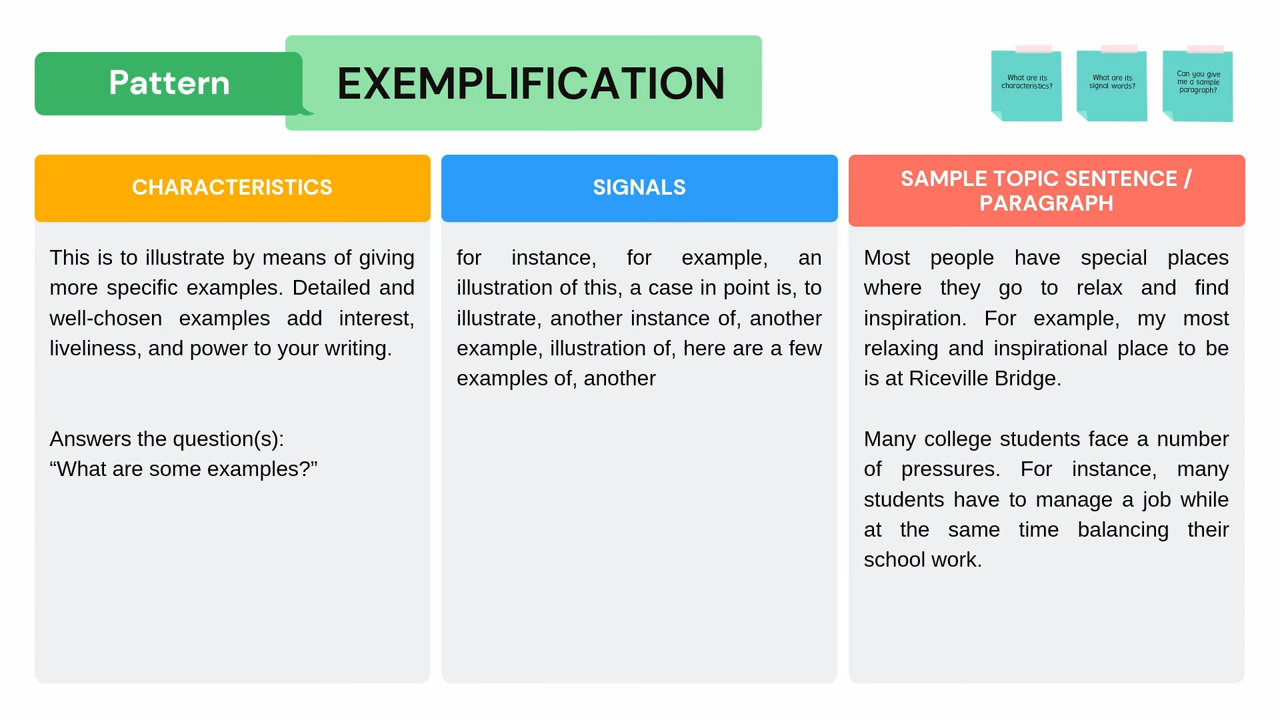 Pattern
EXEMPLIFICATION
What are its
characteristics?
What are its
signal words?
Can you give
me a sample
paragraph?
CHARACTERISTICS
This is to illustrate by means of giving
more specific examples. Detailed and
well-chosen examples add interest,
liveliness, and power to your writing.
Answers the question(s):
“What are some examples?”
SIGNALS
for instance, for example, an
illustration of this, a case in point is, to
illustrate, another instance of, another
example, illustration of, here are a few
examples of, another
SAMPLE TOPIC SENTENCE /
PARAGRAPH
Most people have special places
where they go to relax and find
inspiration. For example, my most
relaxing and inspirational place to be
is at Riceville Bridge.
Many college students face a number
of pressures. For instance, many
students have to manage a job while
at the same time balancing their
school work.